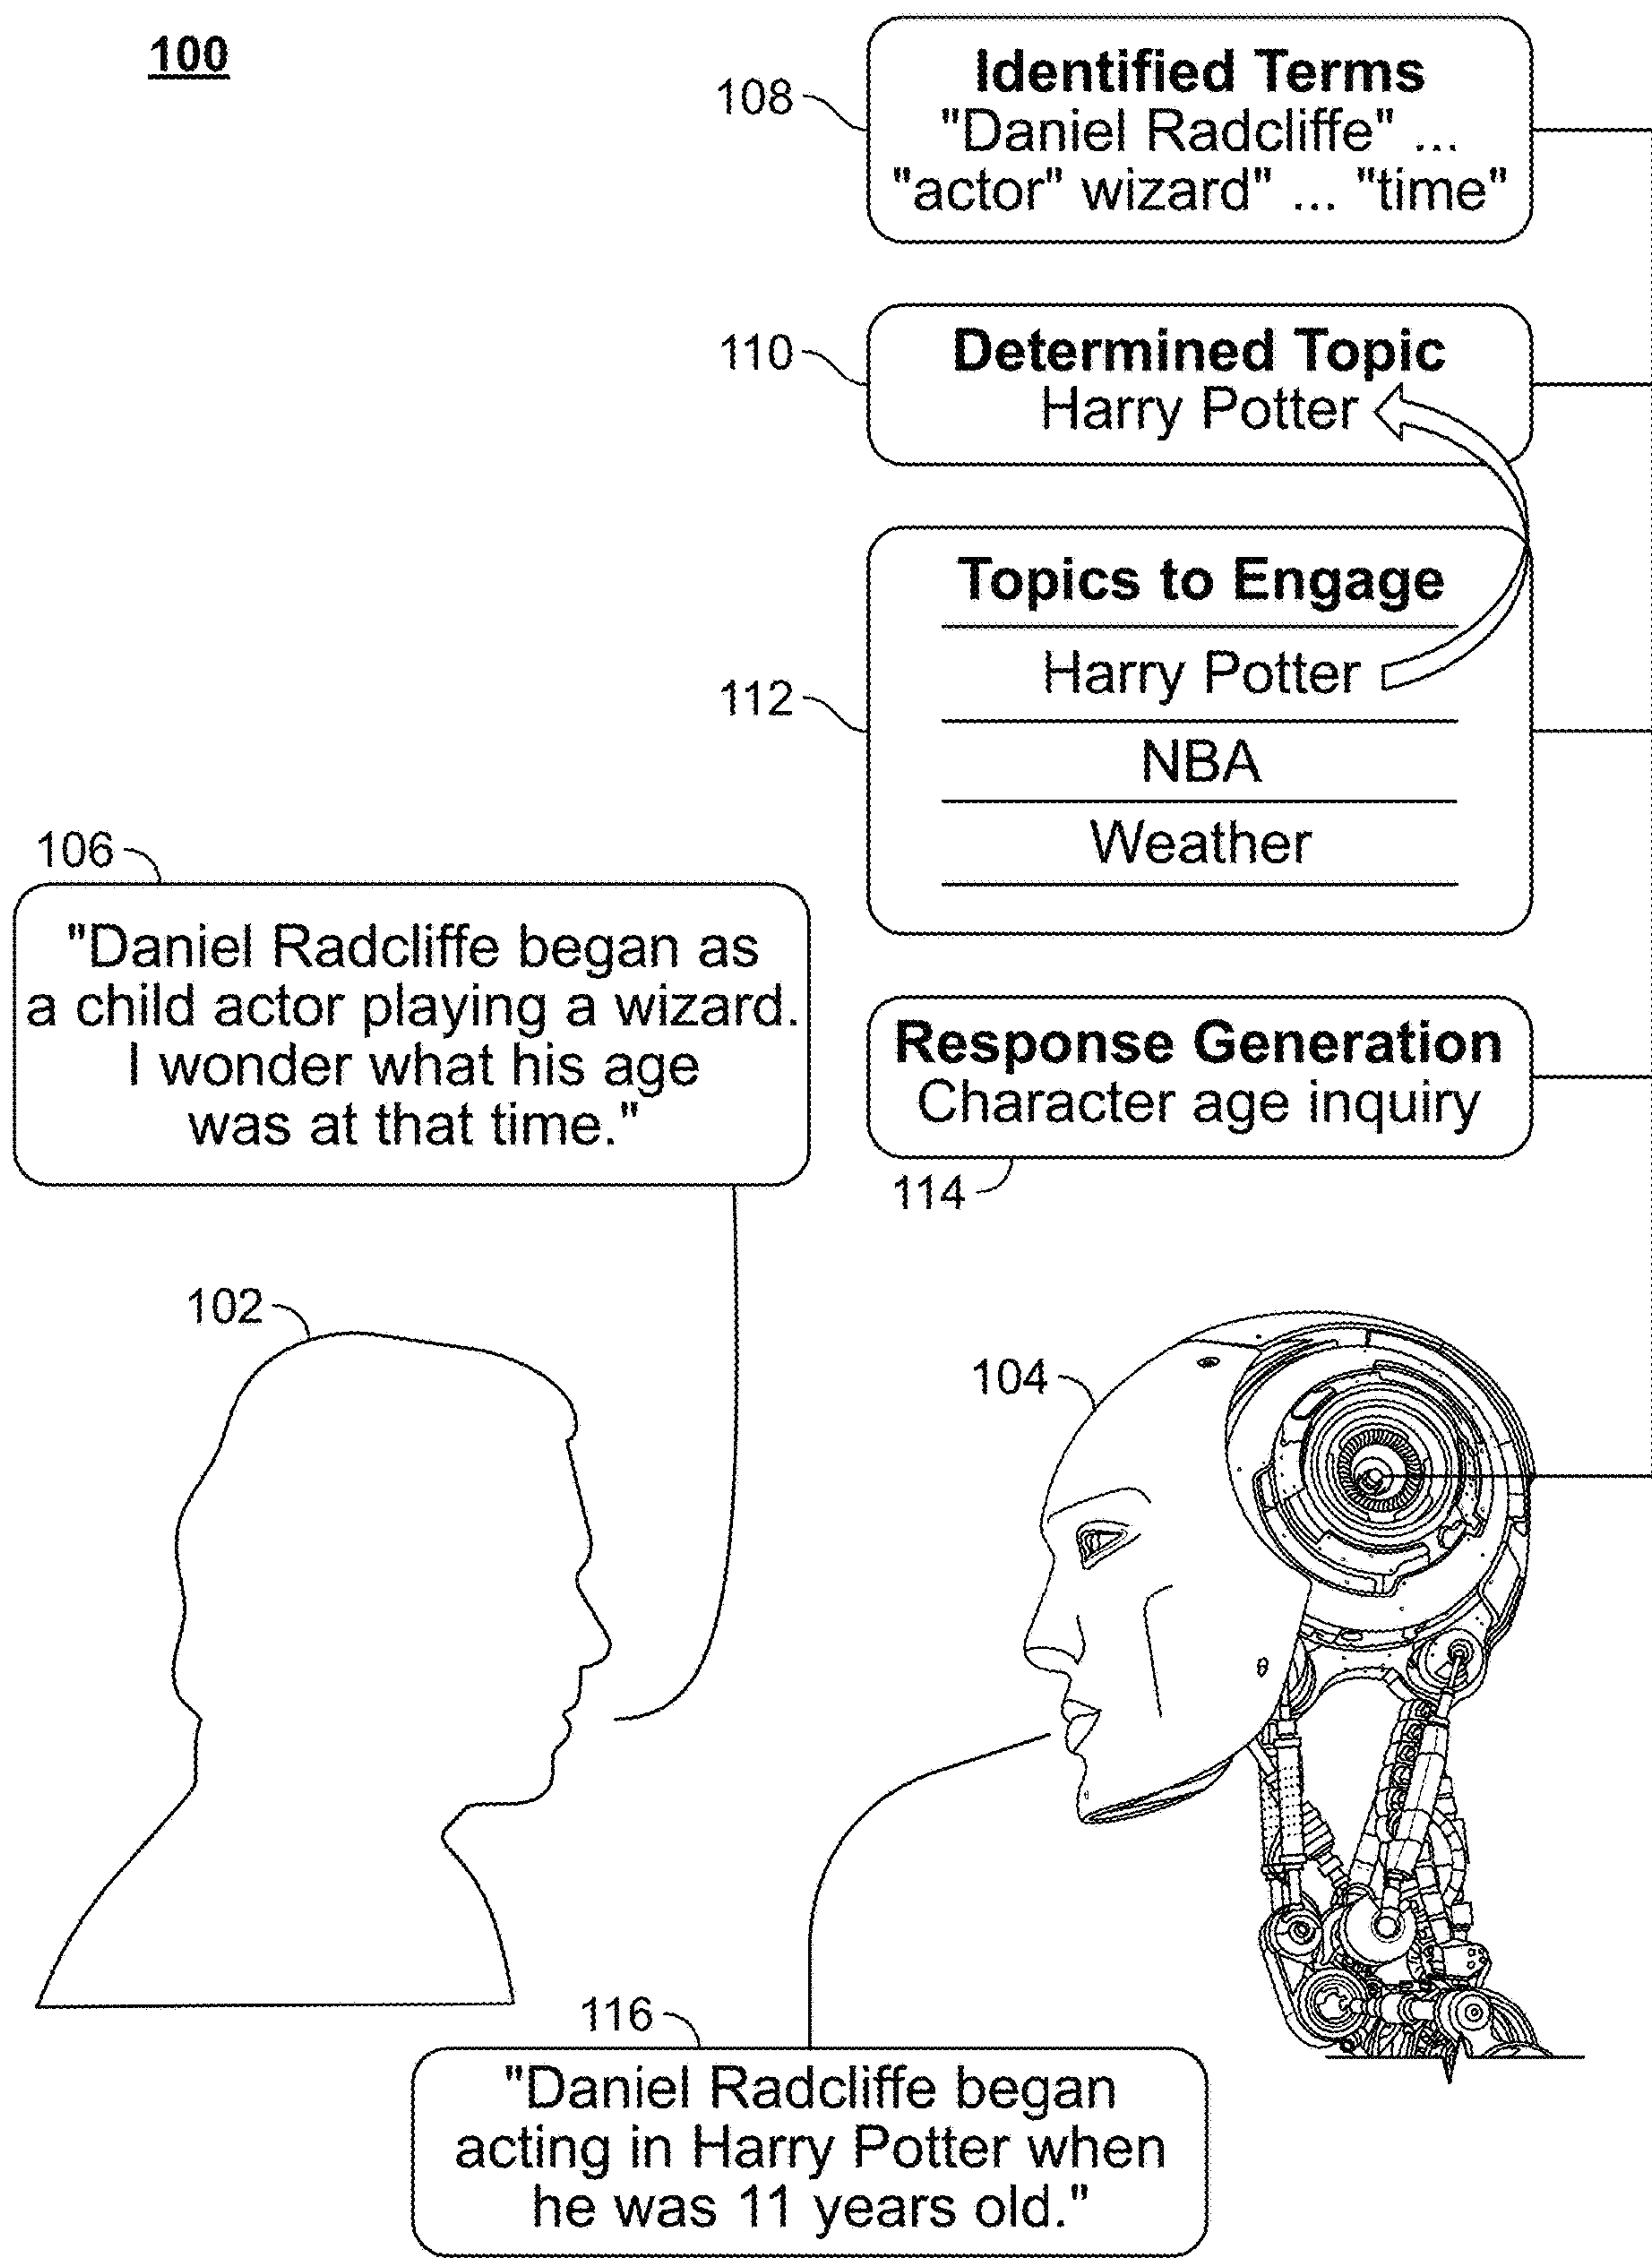 100
108
Identified Terms
"Daniel Radcliffe" ...
"actor" wizard" ... "time"
110
Determined Topic
Harry Potter
112
Topics to Engage
Harry Potter
NBA
Weather
106
"Daniel Radcliffe began as
a child actor playing a wizard.
I wonder what his age
was at that time."
Response Generation
Character age inquiry
114
102
104
116
"Daniel Radcliffe began
acting in Harry Potter when
he was 11 years old."